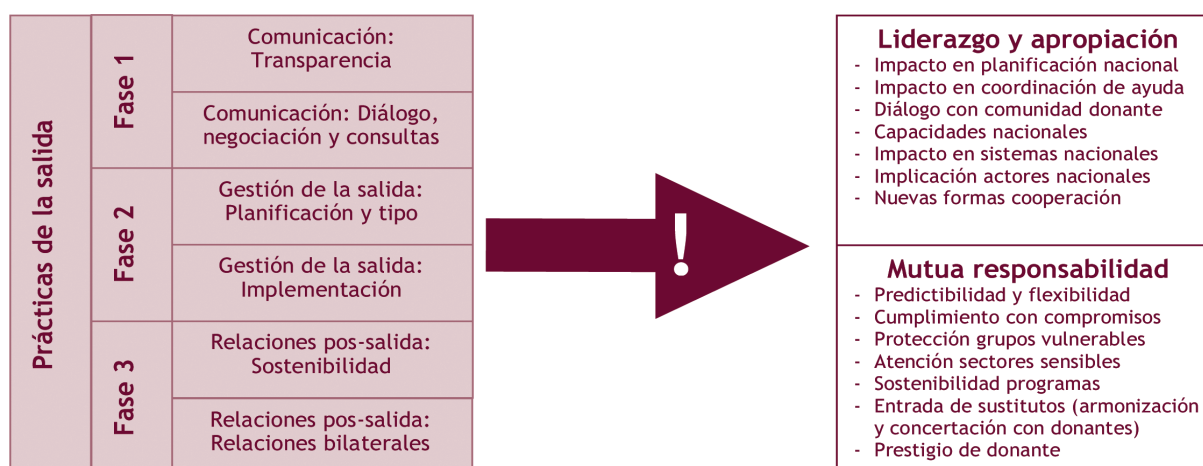 Prácticas de la salida
Fase 1
Comunicación:
Transparencia
Comunicación: Diálogo,
negociación y consultas
Fase 2
Gestión de la salida:
Planificación y tipo
Gestión de la salida:
Implementación
Fase 3
Relaciones pos-salida:
Sostenibilidad
Relaciones pos-salida:
Relaciones bilaterales
!
Liderazgo y apropiación
- Impacto en planificación nacional
- Impacto en coordinación de ayuda
- Diálogo con comunidad donante
- Capacidades nacionales
- Impacto en sistemas nacionales
- Implicación actores nacionales
- Nuevas formas cooperación
Mutua responsabilidad
- Predictibilidad y flexibilidad
- Cumplimiento con compromisos
- Protección grupos vulnerables
- Atención sectores sensibles
- Sostenibilidad programas
- Entrada de sustitutos (armonización
y concertación con donantes)
- Prestigio de donante